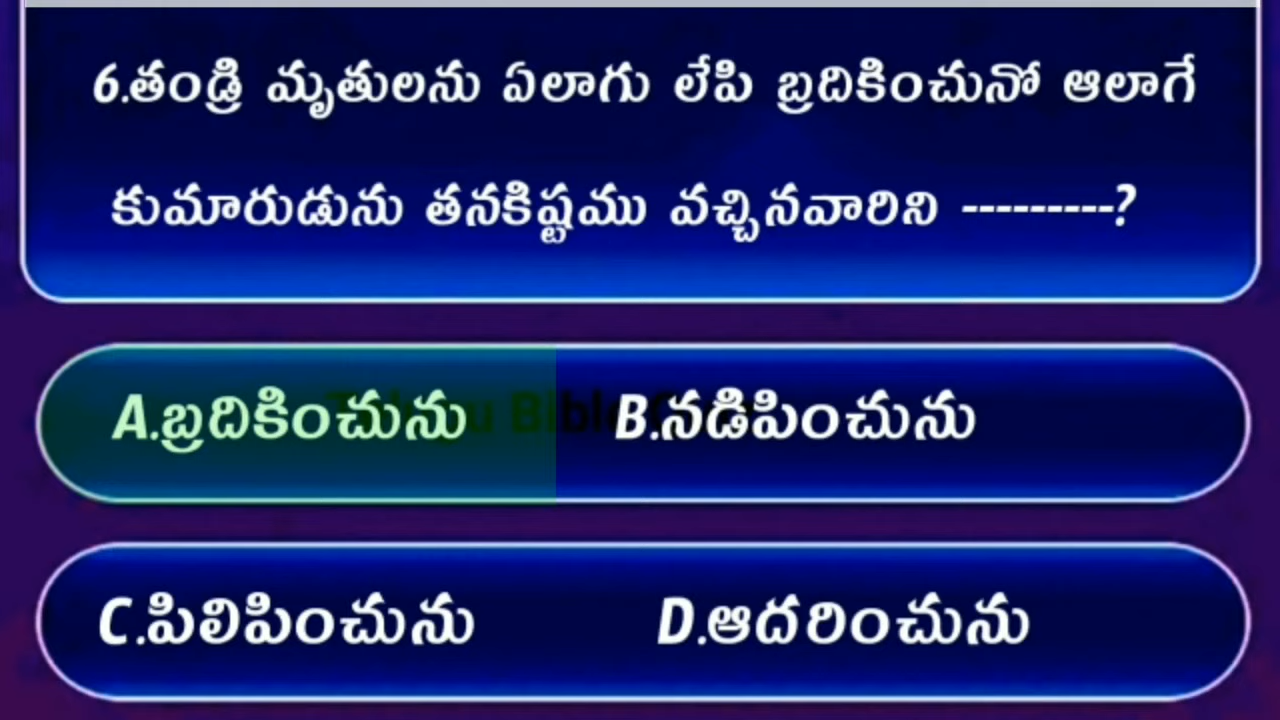 6.తండ్రి మృతులను ఏలాగు లేపి బ్రదికించునో ఆలాగే
కుమారుడును తనకిష్టము వచ్చినవారిని ---------?
A.బ్రదికించును B.నడిపించును
C.పిలిపించును D.ఆదరించును